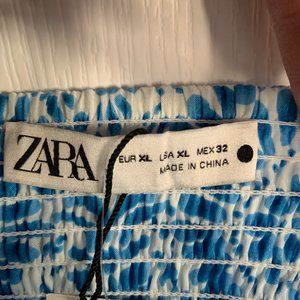 ZARA
EUR XL USA XL MEX 32
MADE IN CHINA